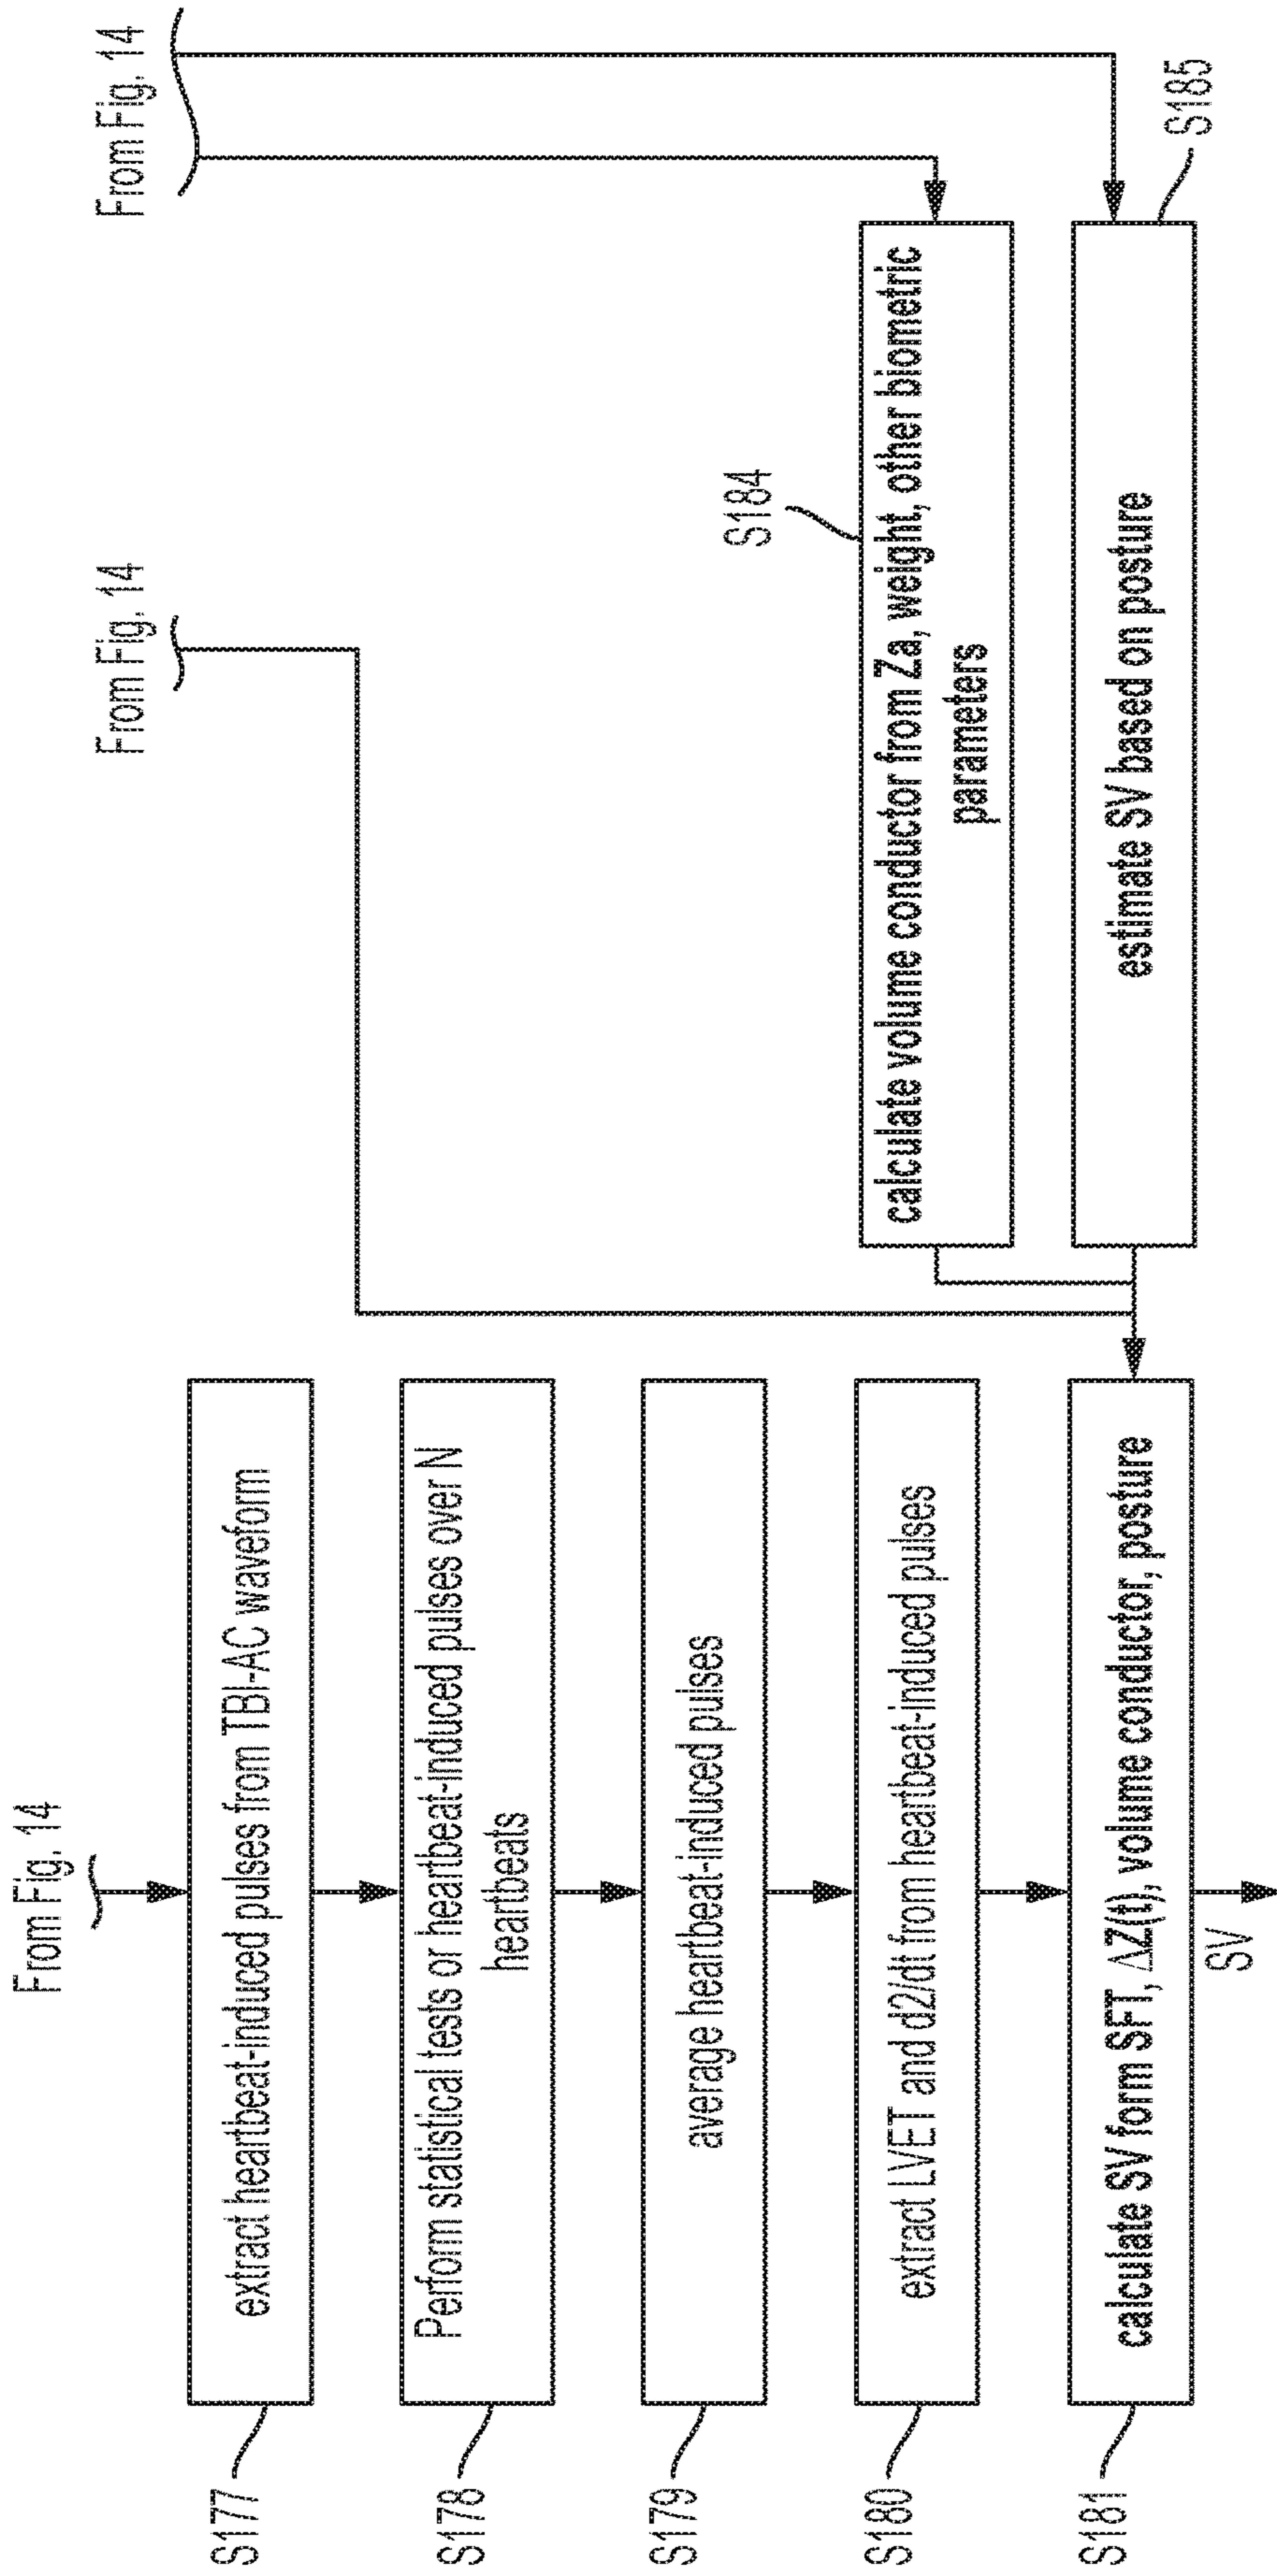 From Fig. 14
From Fig. 14
From Fig. 14
S177
extract heartbeat-induced pulses from TBI-AC waveform
S178
Perform statistical tests or heartbeat-induced pulses over N
heartbeats
S179
average heartbeat-induced pulses
S180
extract LVET and d2/dt from heartbeat-induced pulses
S184
calculate volume conductor from Za, weight, other biometric
parameters
S181
calculate SV form SFT, ΔZ(t), volume conductor, posture
estimate SV based on posture
S185
SV